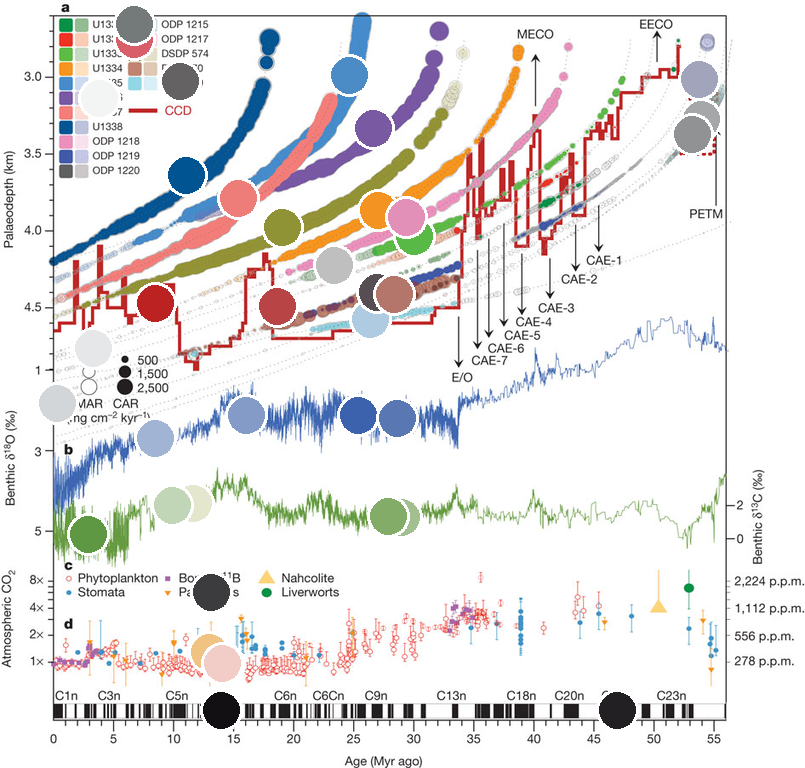 a
ODP 1215
ODP 1217
DSDP 574
U1334
CCD
U1338
ODP 1218
ODP 1219
ODP 1220
MECO
EECO
PETM
CAE-1
CAE-2
CAE-3
CAE-4
CAE-5
CAE-6
CAE-7
E/O
Palaeodepth (km)
3.0
3.5
4.0
4.5
500
1,500
2,500
MAR CAR
cm⁻² kyr⁻¹)
Benthic δ¹⁸O (‰)
1
3
5
b
Benthic δ¹³C (‰)
2
0
c
Atmospheric CO₂
8×
4×
2×
1×
Phytoplankton
Stomata
Nahcolite
Liverworts
2,224 p.p.m.
1,112 p.p.m.
556 p.p.m.
278 p.p.m.
d
C1n C3n C5n C6n C6Cn C9n C13n C18n C20n C23n
0 5 10 15 20 25 30 35 40 45 50 55
Age (Myr ago)